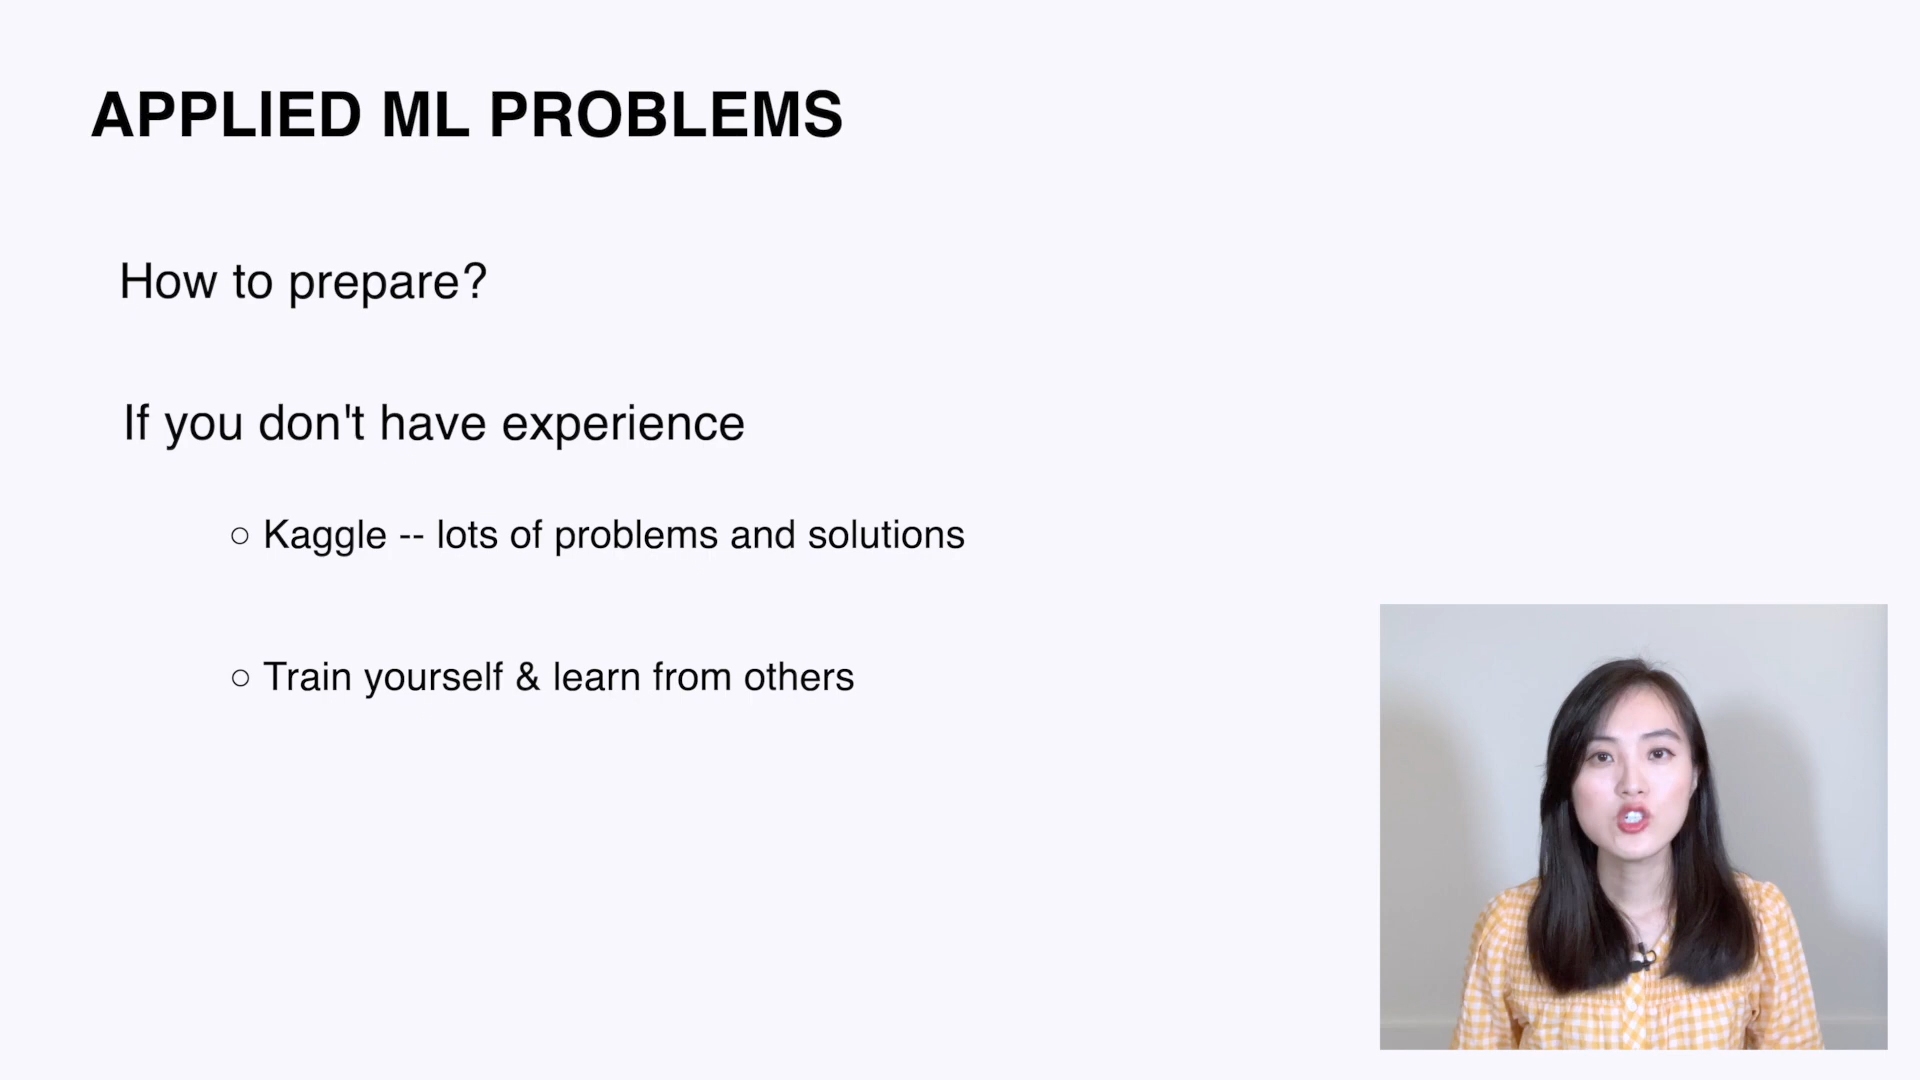 APPLIED ML PROBLEMS
How to prepare?
If you don't have experience
○ Kaggle -- lots of problems and solutions
○ Train yourself & learn from others